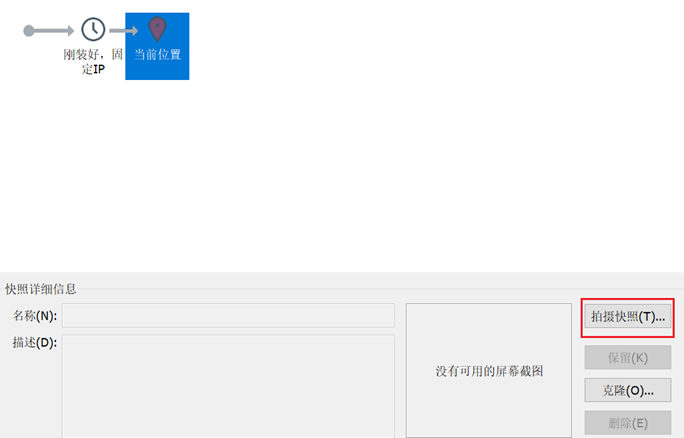 刚装好，固
定IP
当前位置
快照详细信息
名称(N):
拍摄快照(T)...
描述(D):
没有可用的屏幕截图
保留(K)
克隆(O)...
删除(E)